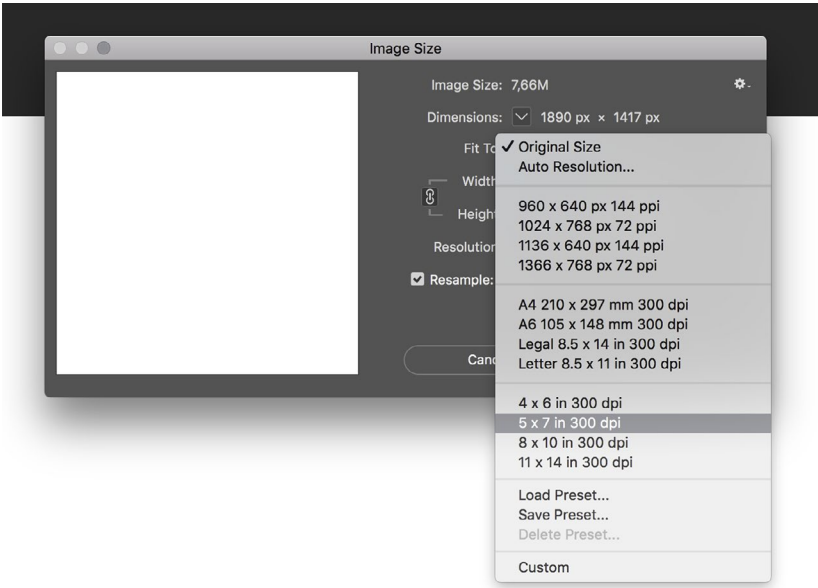 Image Size
Image Size: 7,66M
Dimensions: 1890 px × 1417 px
Fit To
Original Size
Auto Resolution...
Width
Height
960 x 640 px 144 ppi
1024 x 768 px 72 ppi
1136 x 640 px 144 ppi
1366 x 768 px 72 ppi
Resolution
Resample:
A4 210 x 297 mm 300 dpi
A6 105 x 148 mm 300 dpi
Legal 8.5 x 14 in 300 dpi
Letter 8.5 x 11 in 300 dpi
Canc
4 x 6 in 300 dpi
5 x 7 in 300 dpi
8 x 10 in 300 dpi
11 x 14 in 300 dpi
Load Preset...
Save Preset...
Delete Preset...
Custom